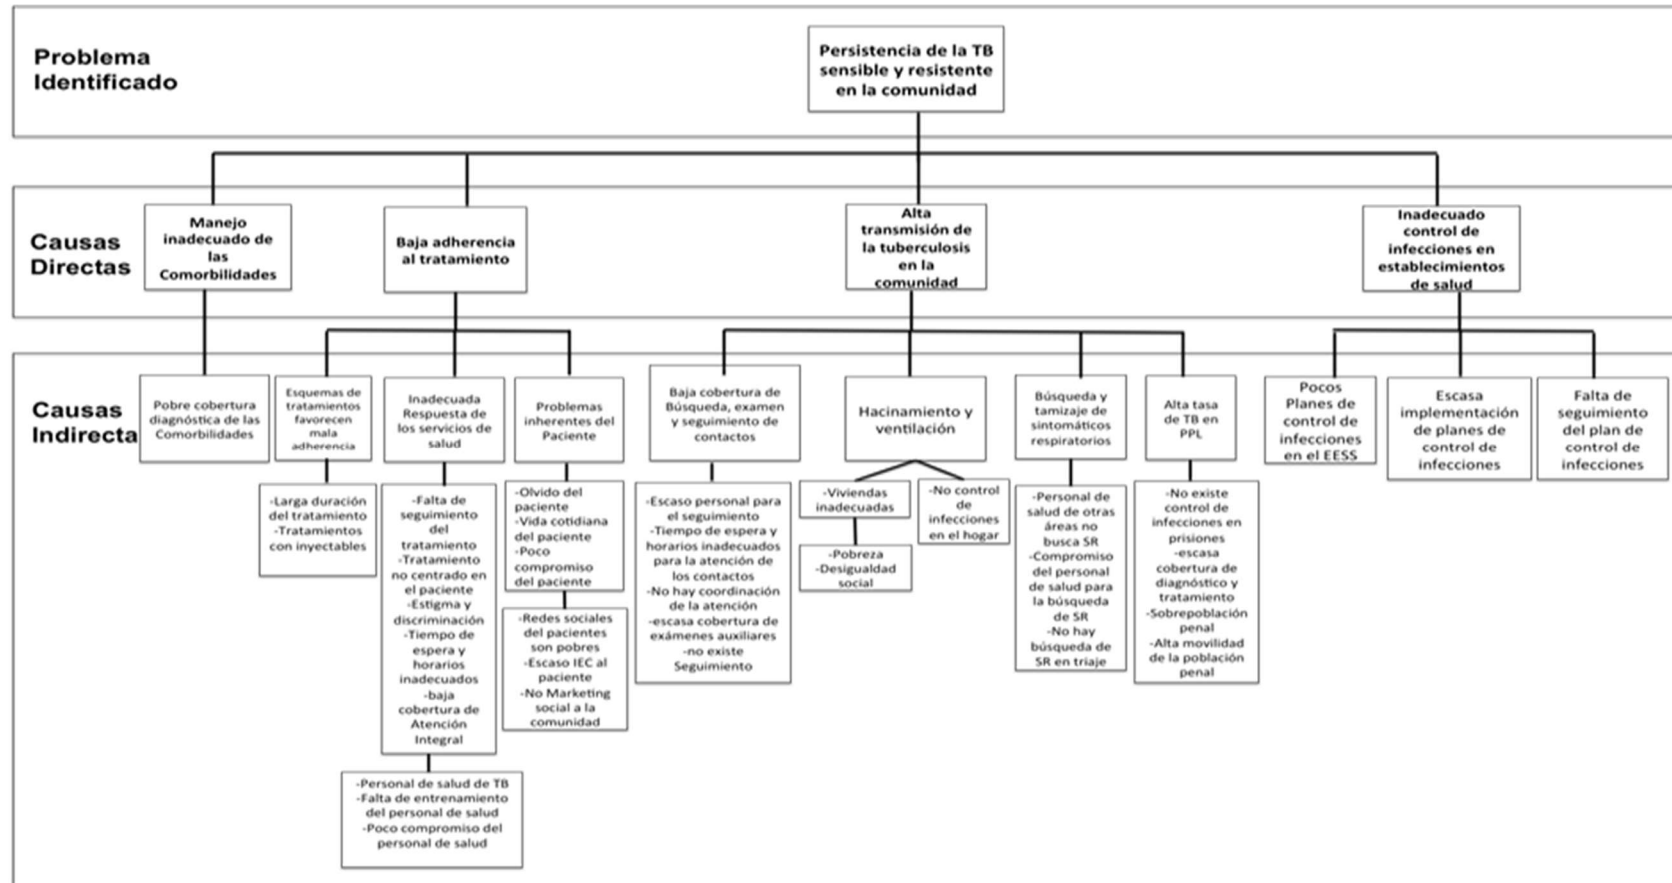 Problema
Identificado
Persistencia de la TB
sensible y resistente
en la comunidad
Causas
Directas
Manejo
inadecuado de
las
Comorbilidades
Baja adherencia
al tratamiento
Alta
transmisión de
la tuberculosis
en la
comunidad
Inadecuado
control de
infecciones en
establecimientos
de salud
Causas
Indirecta
Pobre cobertura
diagnóstica de las
Comorbilidades
Esquemas de
tratamientos
favorecen
mala
adherencia
-Larga duración
del tratamiento
-Tratamientos
con inyectables
Inadecuada
Respuesta de
los servicios de
salud
-Falta de
seguimiento
del
tratamiento
-Tratamiento
no centrado en
el paciente
-Estigma y
discriminación
-Tiempo de
espera y
horarios
inadecuados
-baja
cobertura de
Atención
Integral
-Personal de salud de TB
-Falta de entrenamiento
del personal de salud
-Poco compromiso del
personal de salud
Problemas
inherentes del
Paciente
-Olvido del
paciente
-Vida cotidiana
del paciente
-Poco
compromiso
del paciente
-Redes sociales
del pacientes
son pobres
-Escaso IEC al
paciente
-No Marketing
social a la
comunidad
Baja cobertura de
Búsqueda, examen
y seguimiento de
contactos
-Escaso personal para
el seguimiento
-Tiempo de espera y
horarios inadecuados
para la atención de
los contactos
-No hay coordinación
de la atención
-escasa cobertura de
exámenes auxiliares
-no existe
Seguimiento
Hacinamiento y
ventilación
-Viviendas
inadecuadas
-Pobreza
-Desigualdad
social
-No control
de
infecciones
en el hogar
Búsqueda y
tamizaje de
sintomáticos
respiratorios
-Personal de
salud de otras
áreas no
busca SR
-Compromiso
del personal
de salud para
la búsqueda
de SR
-No hay
búsqueda de
SR en triaje
Alta tasa
de TB en
PPL
-No existe
control de
infecciones en
prisiones
-escasa
cobertura de
diagnóstico y
tratamiento
-Sobrepoblación
penal
-Alta movilidad
de la población
penal
Pocos
Planes de
control de
infecciones
en el EESS
Escasa
implementación
de planes de
control de
infecciones
Falta de
seguimiento
del plan de
control de
infecciones